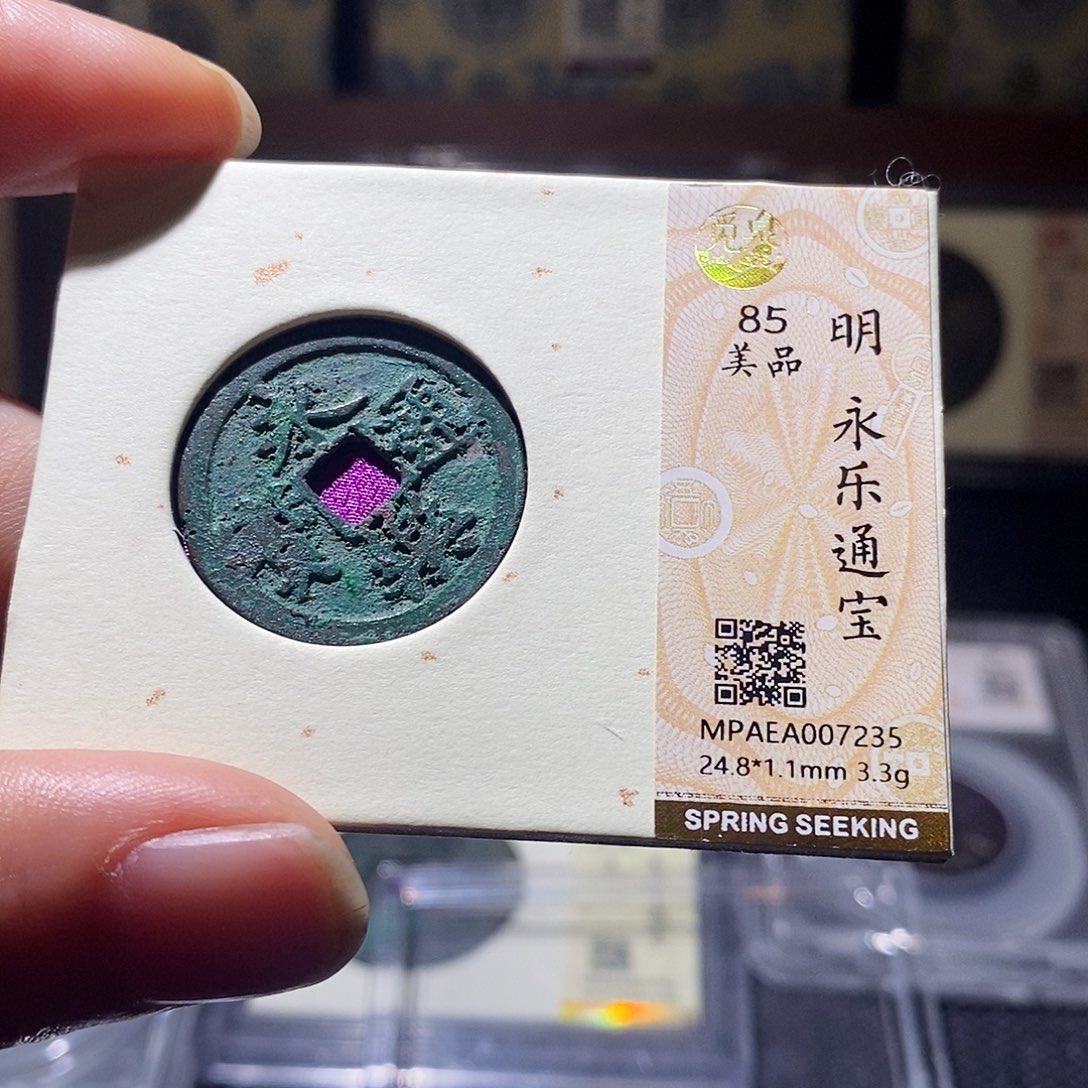 觅泉
85
美品
明 永乐通宝
MPAEA007235
24.8*1.1mm 3.3g
SPRING SEEKING